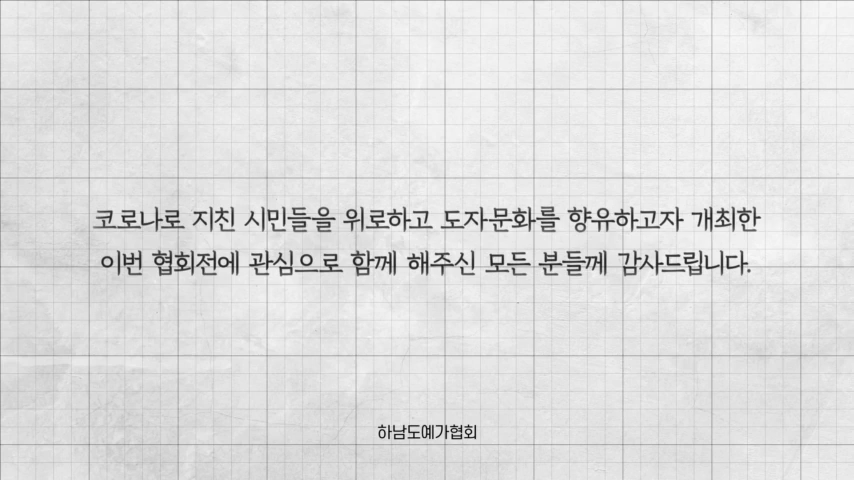 코로나로 지친 시민들을 위로하고 도자문화를 향유하고자 개최한
이번 협회전에 관심으로 함께 해주신 모든 분들께 감사드립니다.
하남도예가협회